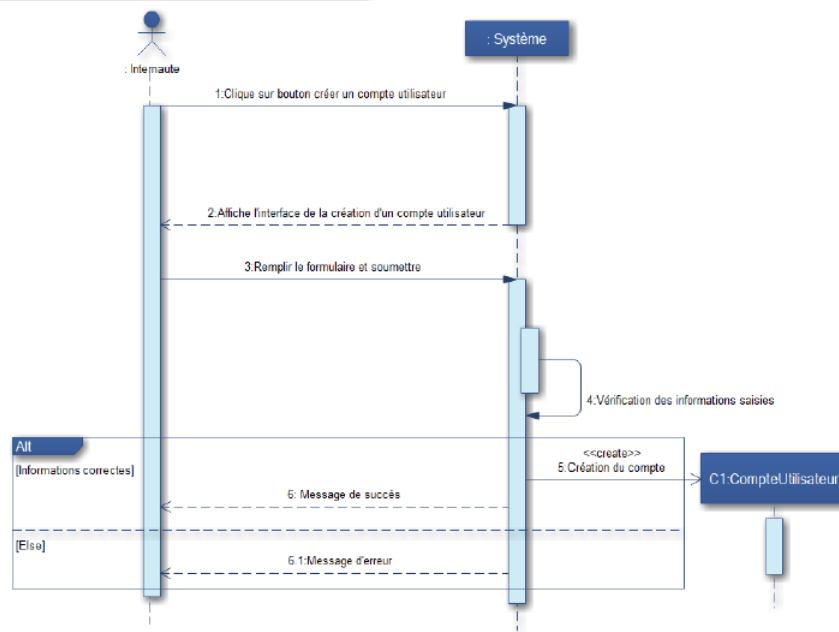 : Système
: Internaute
1:Clique sur bouton créer un compte utilisateur
2:Affiche l'interface de la création d'un compte utilisateur
3:Remplir le formulaire et soumettre
4:Vérification des informations saisies
Alt
[Informations correctes]
<<create>>
5:Création du compte
C1:CompteUtilisateur
6: Message de succès
[Else]
6.1:Message d'erreur